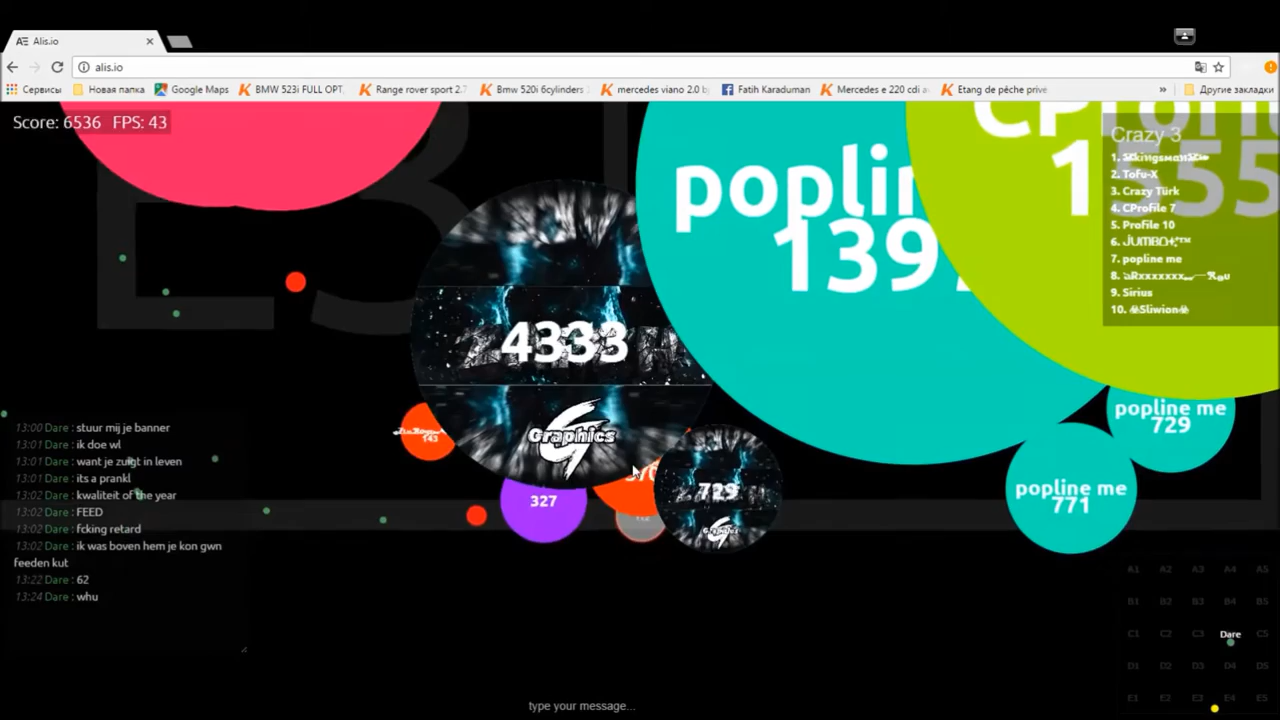 Alis.io
alis.io
Сервисы
Новая папка
Google Maps
BMW 523i FULL OPT
Range rover sport 2.7
Bmw 520i 6cylinders
mercedes viano 2.0
Fatih Karaduman
Mercedes e 220 cdi
Etang de pêche privé
»
Другие закладки
Score: 6536 FPS: 43
E3
Crazy 3
2. Tofu-X
3. Crazy Türk
4. CProfile 7
5. Profile 10
6. JUMBO
7. popline me
9. Sirius
10. ☣Sliwion☣
popline
139
4333
Graphics
143
327
729
popline me
729
popline me
771
13:00 Dare : stuur mij je banner
13:01 Dare : ik doe wl
13:01 Dare : want je zuigt in leven
13:01 Dare : its a prankl
13:02 Dare : kwaliteit of the year
13:02 Dare : FEED
13:02 Dare : fcking retard
13:02 Dare : ik was boven hem je kon gwn
feeden kut
13:22 Dare : 62
13:24 Dare : whu
A1 A2 A3 A4 A5
B1 B2 B3 B4 B5
C1 C2 C3 Dare C5
D1 D2 D3 D4 D5
E1 E2 E3 E4 E5
type your message...